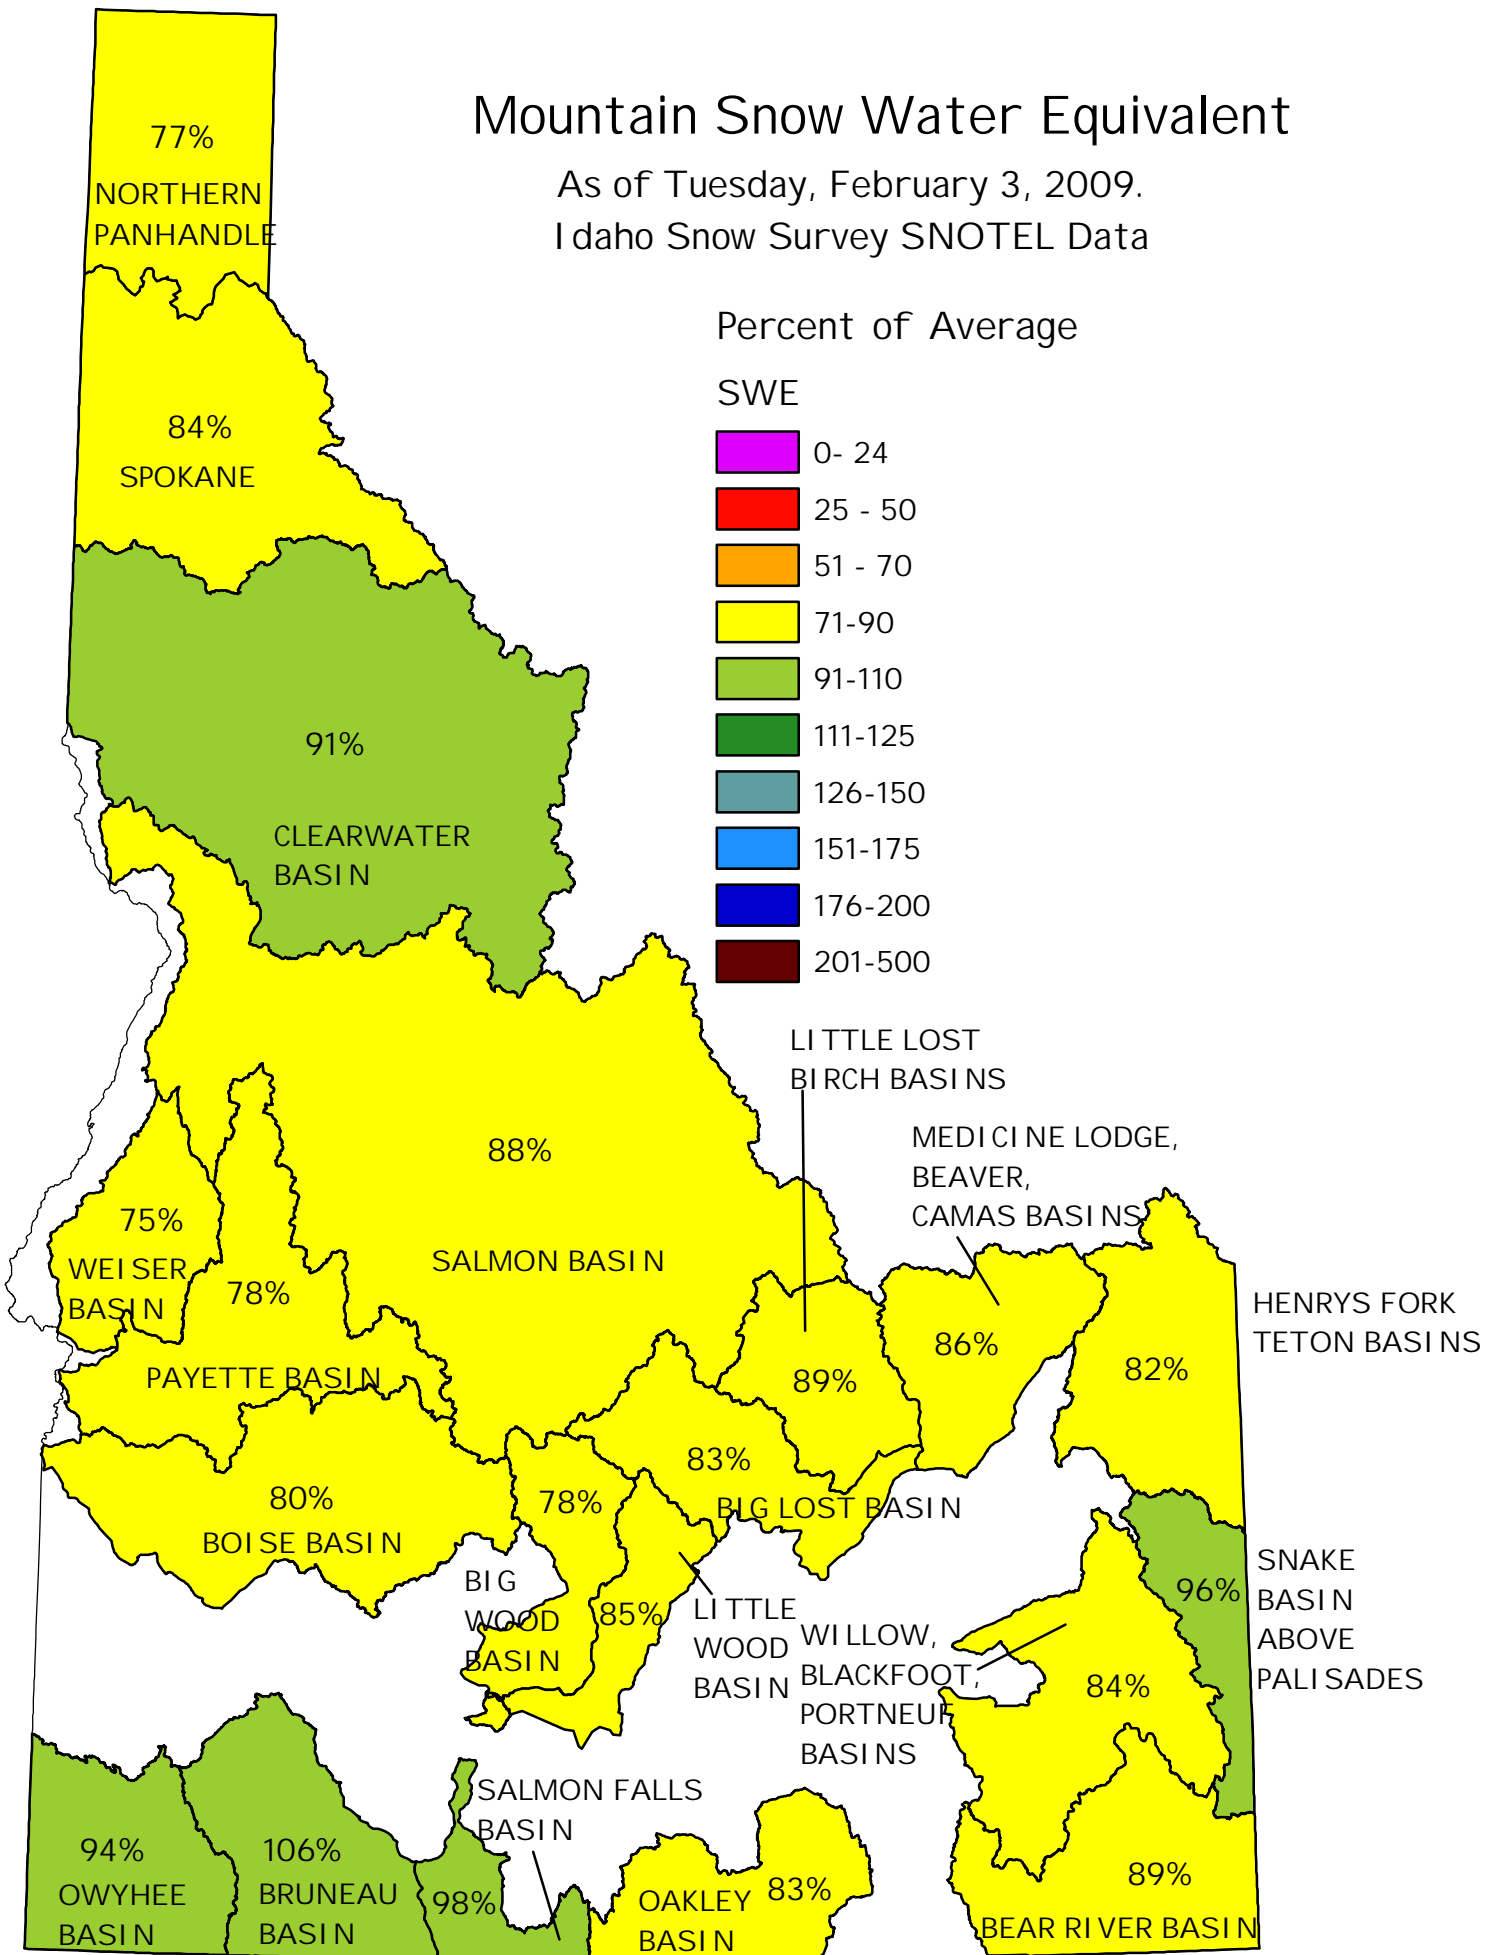 Mountain Snow Water Equivalent
As of Tuesday, February 3, 2009.
Idaho Snow Survey SNOTEL Data
Percent of Average
SWE
0- 24
25 - 50
51 - 70
71-90
91-110
111-125
126-150
151-175
176-200
201-500
77%
NORTHERN
PANHANDLE
84%
SPOKANE
91%
CLEARWATER
BASIN
88%
SALMON BASIN
LITTLE LOST
BIRCH BASINS
89%
MEDICINE LODGE,
BEAVER,
CAMAS BASINS
86%
HENRYS FORK
TETON BASINS
82%
75%
WEISER
BASIN
78%
PAYETTE BASIN
80%
BOISE BASIN
83%
BIG LOST BASIN
78%
BIG
WOOD
BASIN
85%
LITTLE
WOOD
BASIN
WILLOW,
BLACKFOOT,
PORTNEUF
BASINS
84%
96%
SNAKE
BASIN
ABOVE
PALISADES
94%
OWYHEE
BASIN
106%
BRUNEAU
BASIN
SALMON FALLS
BASIN
98%
OAKLEY
BASIN
83%
89%
BEAR RIVER BASIN